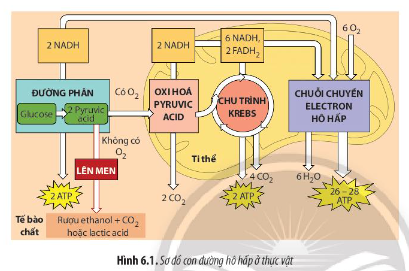 2 NADH
2 NADH
6 NADH,
2 FADH₂
6 O₂
ĐƯỜNG PHÂN
Glucose
2 Pyruvic
acid
Có O₂
OXI HOÁ
PYRUVIC
ACID
CHU TRÌNH
KREBS
CHUỖI CHUYỀN
ELECTRON
HÔ HẤP
Không có
O₂
LÊN MEN
Ti thể
2 ATP
2 CO₂
4 CO₂
2 ATP
6 H₂O
26 – 28
ATP
Tế bào
chất
Rượu ethanol + CO₂
hoặc lactic acid
Hình 6.1. Sơ đồ con đường hô hấp ở thực vật